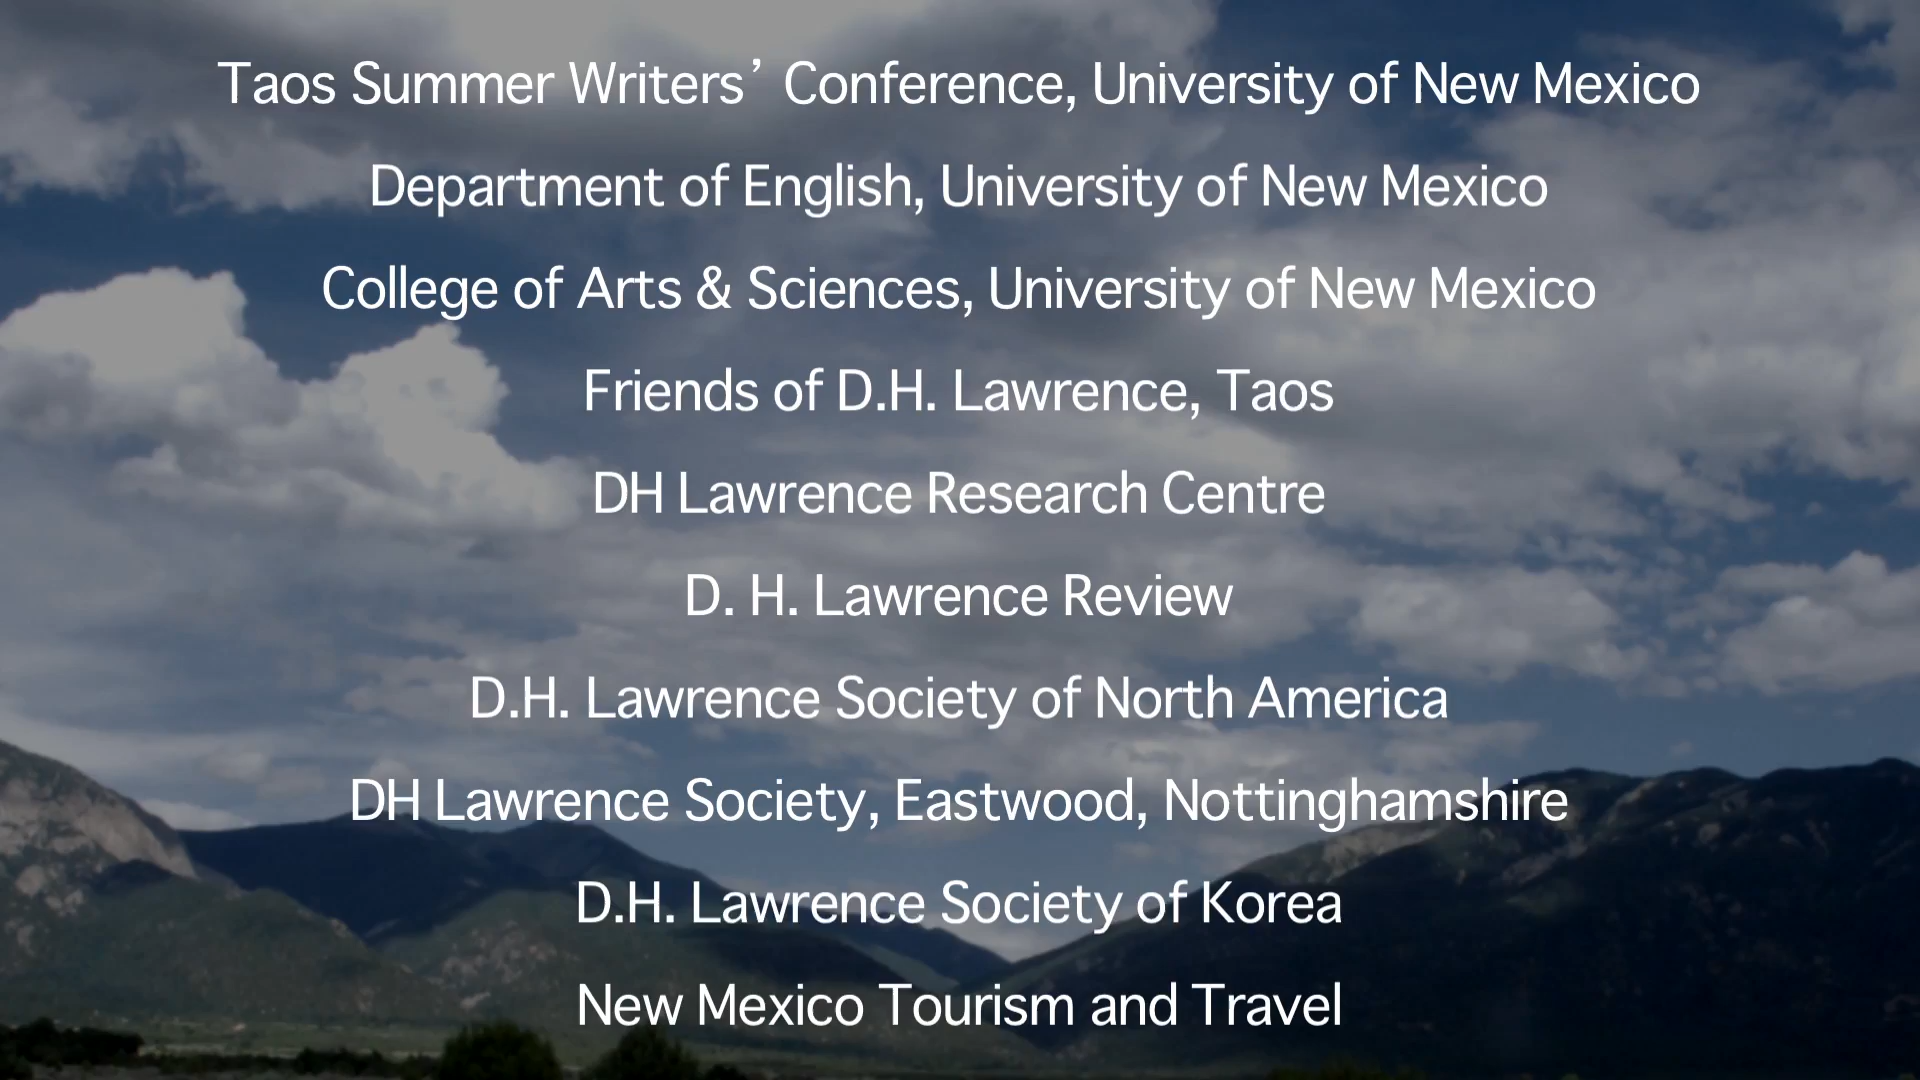 Taos Summer Writers’ Conference, University of New Mexico
Department of English, University of New Mexico
College of Arts & Sciences, University of New Mexico
Friends of D.H. Lawrence, Taos
DH Lawrence Research Centre
D. H. Lawrence Review
D.H. Lawrence Society of North America
DH Lawrence Society, Eastwood, Nottinghamshire
D.H. Lawrence Society of Korea
New Mexico Tourism and Travel